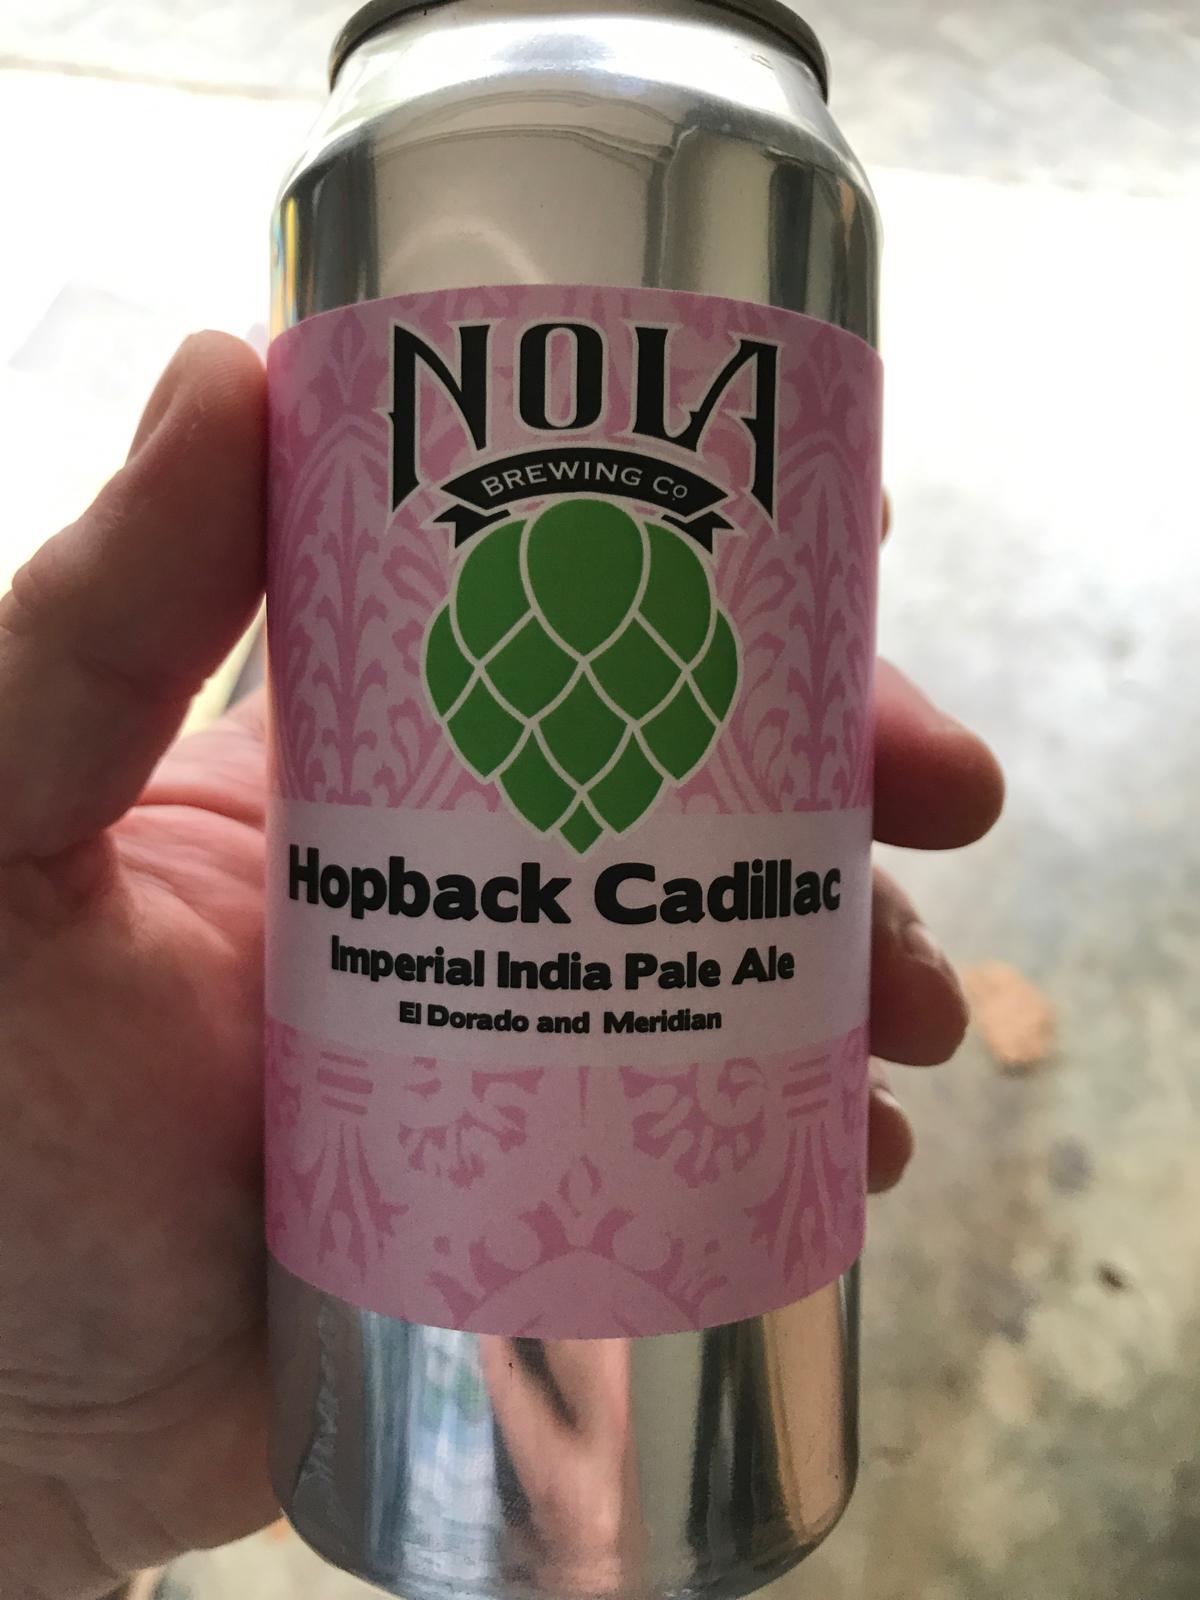 NOLA
BREWING Co
Hopback Cadillac
Imperial India Pale Ale
El Dorado and Meridian